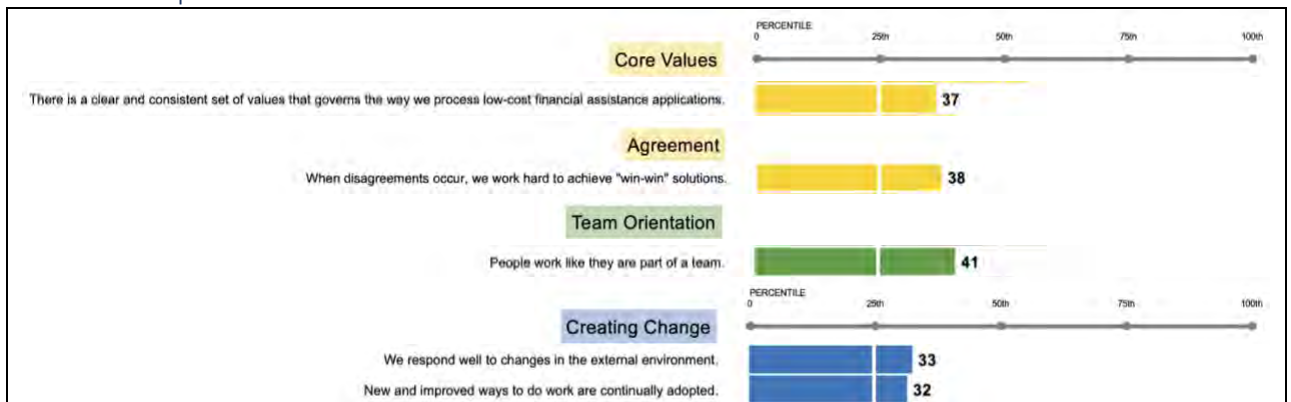 PERCENTILE
0 25th 50th 75th 100th
Core Values
There is a clear and consistent set of values that governs the way we process low-cost financial assistance applications. 37
Agreement
When disagreements occur, we work hard to achieve "win-win" solutions. 38
Team Orientation
People work like they are part of a team. 41
PERCENTILE
0 25th 50th 75th 100th
Creating Change
We respond well to changes in the external environment. 33
New and improved ways to do work are continually adopted. 32